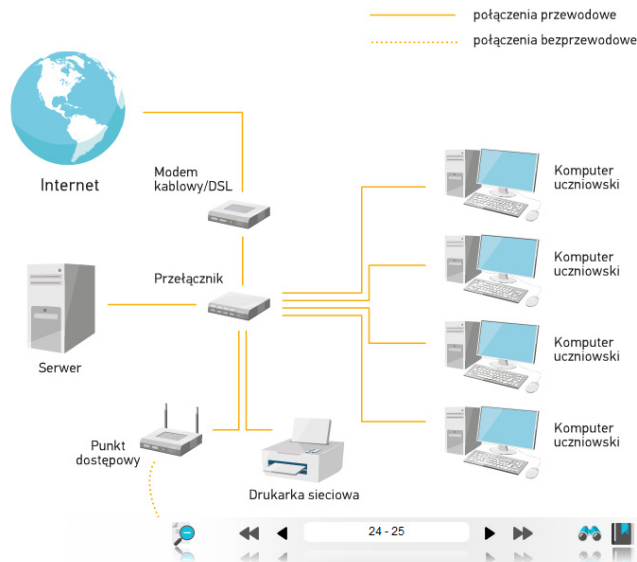 połączenia przewodowe
połączenia bezprzewodowe
Internet
Modem
kablowy/DSL
Przełącznik
Serwer
Punkt
dostępowy
Drukarka sieciowa
Komputer
uczniowski
Komputer
uczniowski
Komputer
uczniowski
Komputer
uczniowski
24 - 25